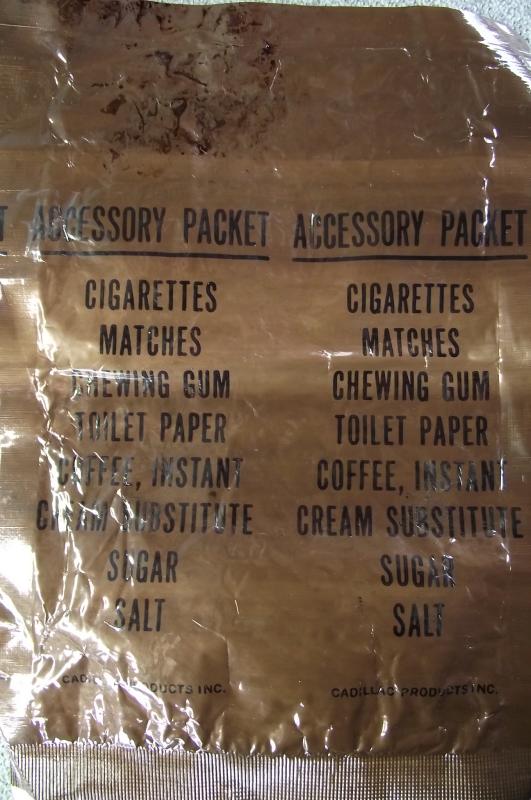 T ACCESSORY PACKET ACCESSORY PACKET
CIGARETTES CIGARETTES
MATCHES MATCHES
CHEWING GUM CHEWING GUM
TOILET PAPER TOILET PAPER
COFFEE, INSTANT COFFEE, INSTANT
CREAM SUBSTITUTE CREAM SUBSTITUTE
SUGAR SUGAR
SALT SALT
CADILLAC PRODUCTS INC. CADILLAC PRODUCTS INC.